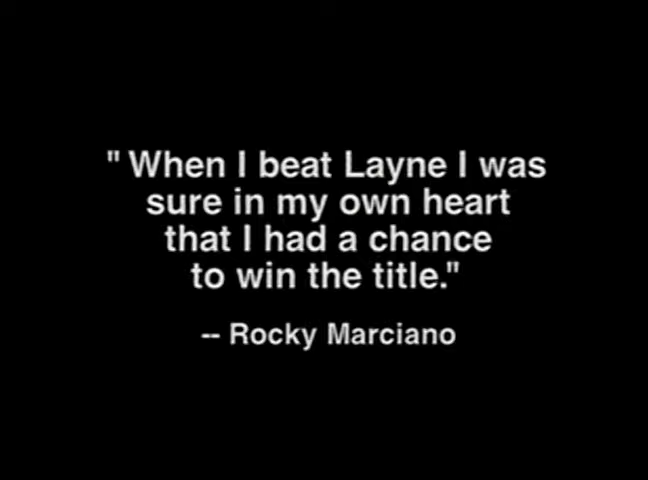 " When I beat Layne I was
sure in my own heart
that I had a chance
to win the title."
-- Rocky Marciano